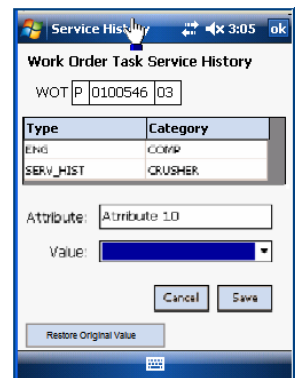 Service History 3:05 ok
Work Order Task Service History
WOT P 0100546 03
Type Category
ENG COMP
SERV_HIST CRUSHER
Attribute: Atrribute 10
Value:
Cancel Save
Restore Original Value